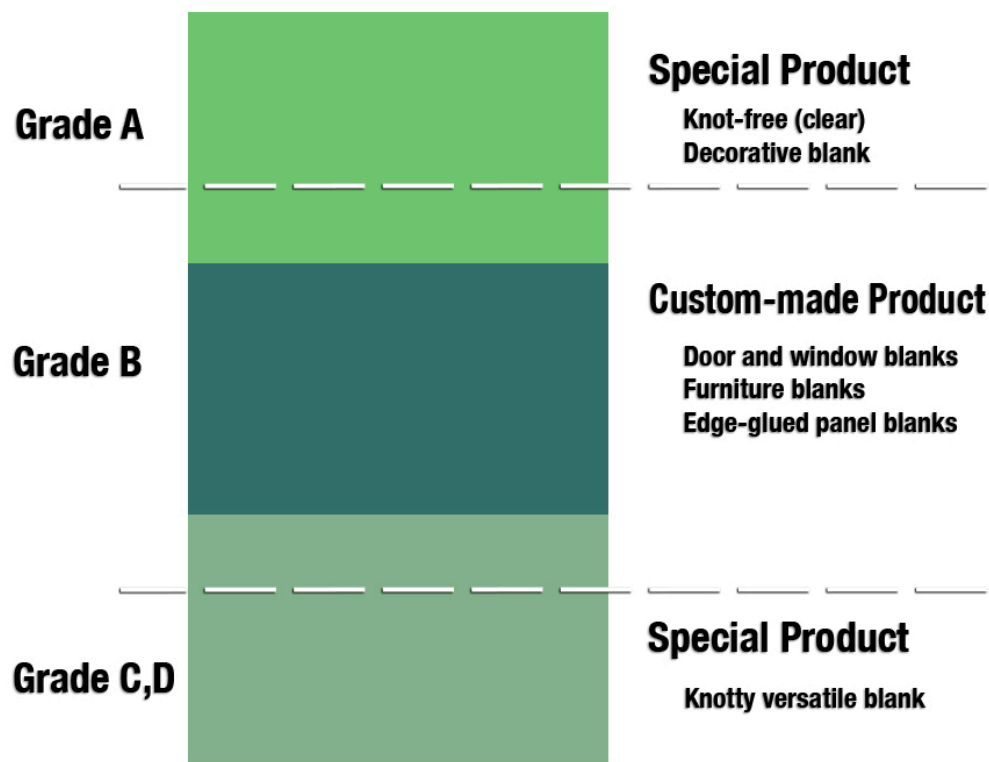 Grade A
Special Product
Knot-free (clear)
Decorative blank
Grade B
Custom-made Product
Door and window blanks
Furniture blanks
Edge-glued panel blanks
Grade C,D
Special Product
Knotty versatile blank